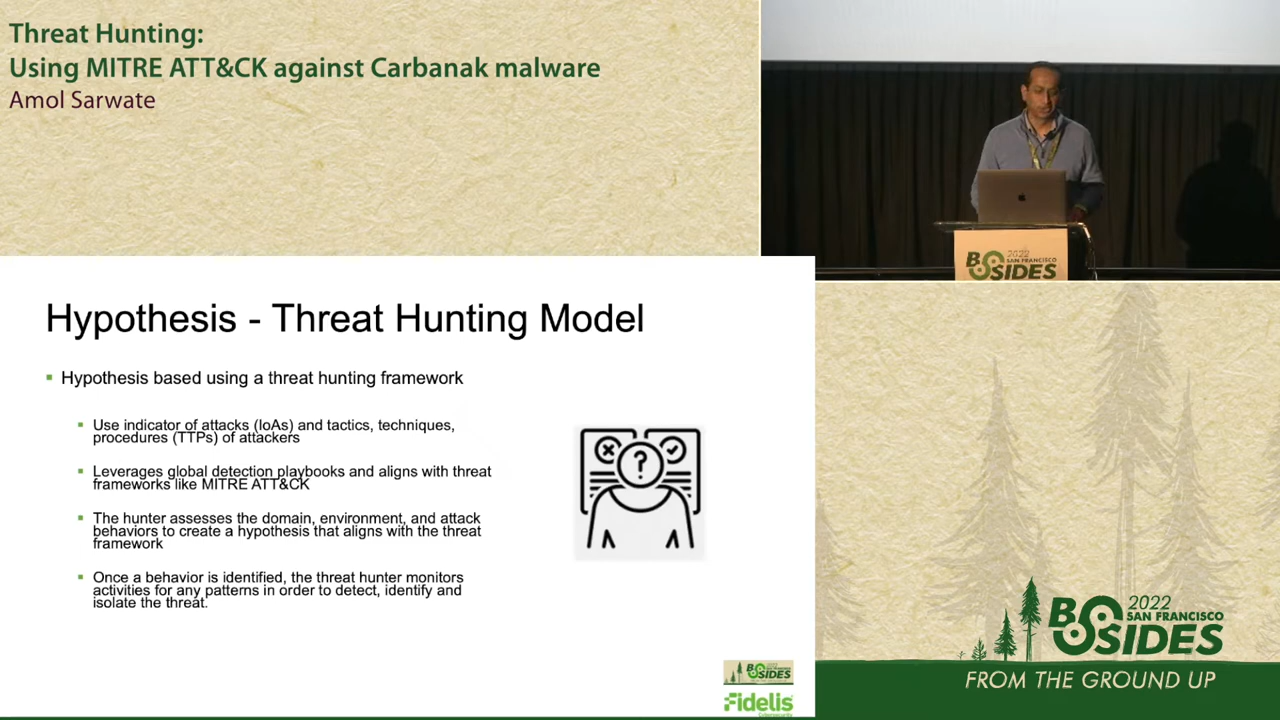 Threat Hunting:
Using MITRE ATT&CK against Carbanak malware
Amol Sarwate
2022
SAN FRANCISCO
BSIDES
Hypothesis - Threat Hunting Model
Hypothesis based using a threat hunting framework
Use indicator of attacks (IoAs) and tactics, techniques,
procedures (TTPs) of attackers
Leverages global detection playbooks and aligns with threat
frameworks like MITRE ATT&CK
The hunter assesses the domain, environment, and attack
behaviors to create a hypothesis that aligns with the threat
framework
Once a behavior is identified, the threat hunter monitors
activities for any patterns in order to detect, identify and
isolate the threat.
?
2022
SAN FRANCISCO
BSIDES
Fidelis
Cybersecurity
2022
SAN FRANCISCO
BSIDES
FROM THE GROUND UP